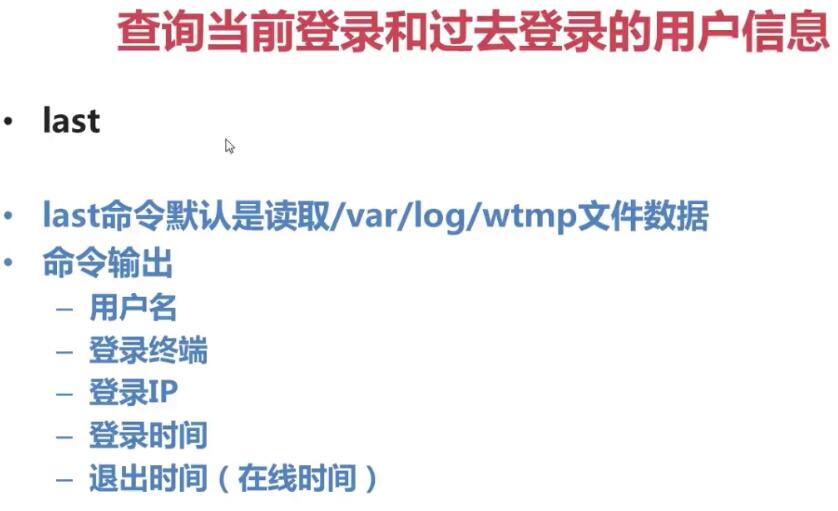 查询当前登录和过去登录的用户信息
• last
• last命令默认是读取/var/log/wtmp文件数据
• 命令输出
– 用户名
– 登录终端
– 登录IP
– 登录时间
– 退出时间（在线时间）